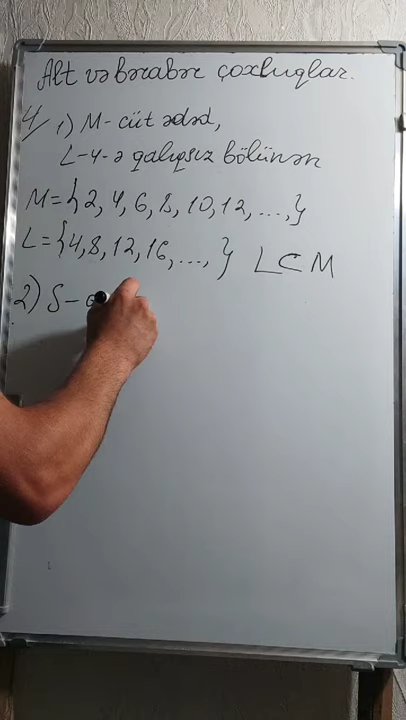 Alt və bərabər çoxluqlar.
4/ 1) M - cüt ədəd,
L - 4-ə qalıqsız bölünən
M = {2, 4, 6, 8, 10, 12, ...,}
L = {4, 8, 12, 16, ..., } L ⊂ M
2) S -